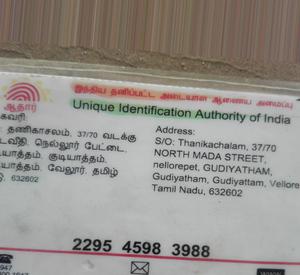 இந்திய தனிப்பட்ட அடையாள ஆணைய அமைப்பு
ஆதார்
Unique Identification Authority of India
கவரி:
தணிகாசலம், 37/70 வடக்கு
டவீதி, நெல்லூர் பேட்டை,
யாத்தம், குடியாத்தம்,
யாத்தம், வேலூர், தமிழ்
632602
Address:
S/O: Thanikachalam, 37/70
NORTH MADA STREET,
nellorepet, GUDIYATHAM,
Gudiyatham, Gudiyattam, Vellore
Tamil Nadu, 632602
2295 4598 3988
947
1947